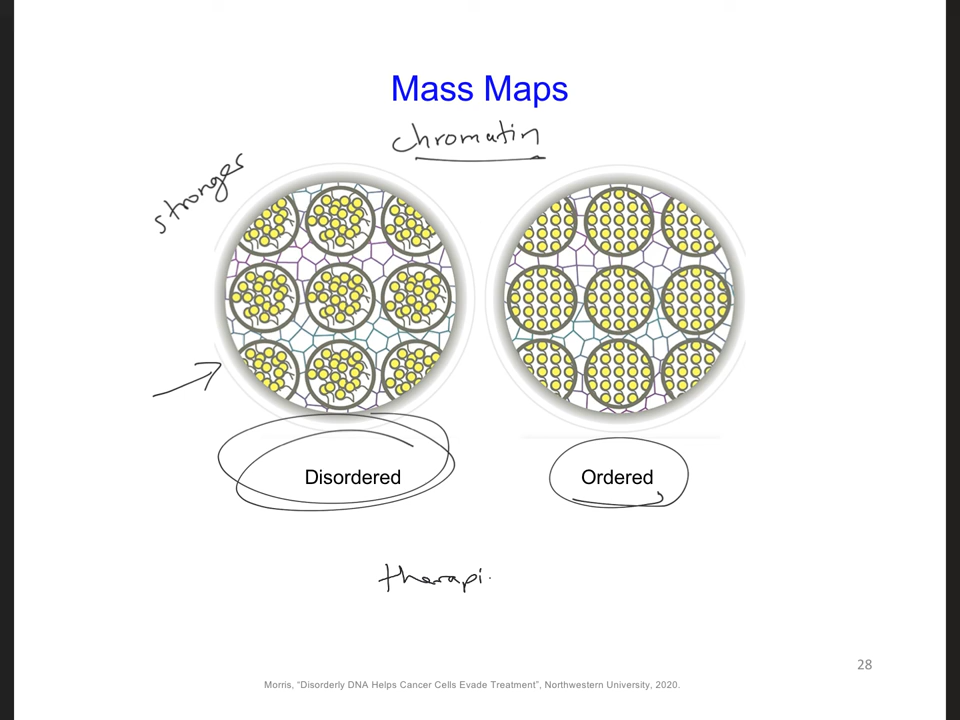 Mass Maps
chromatin
stronger
Disordered
Ordered
therapi
28
Morris, “Disorderly DNA Helps Cancer Cells Evade Treatment”, Northwestern University, 2020.